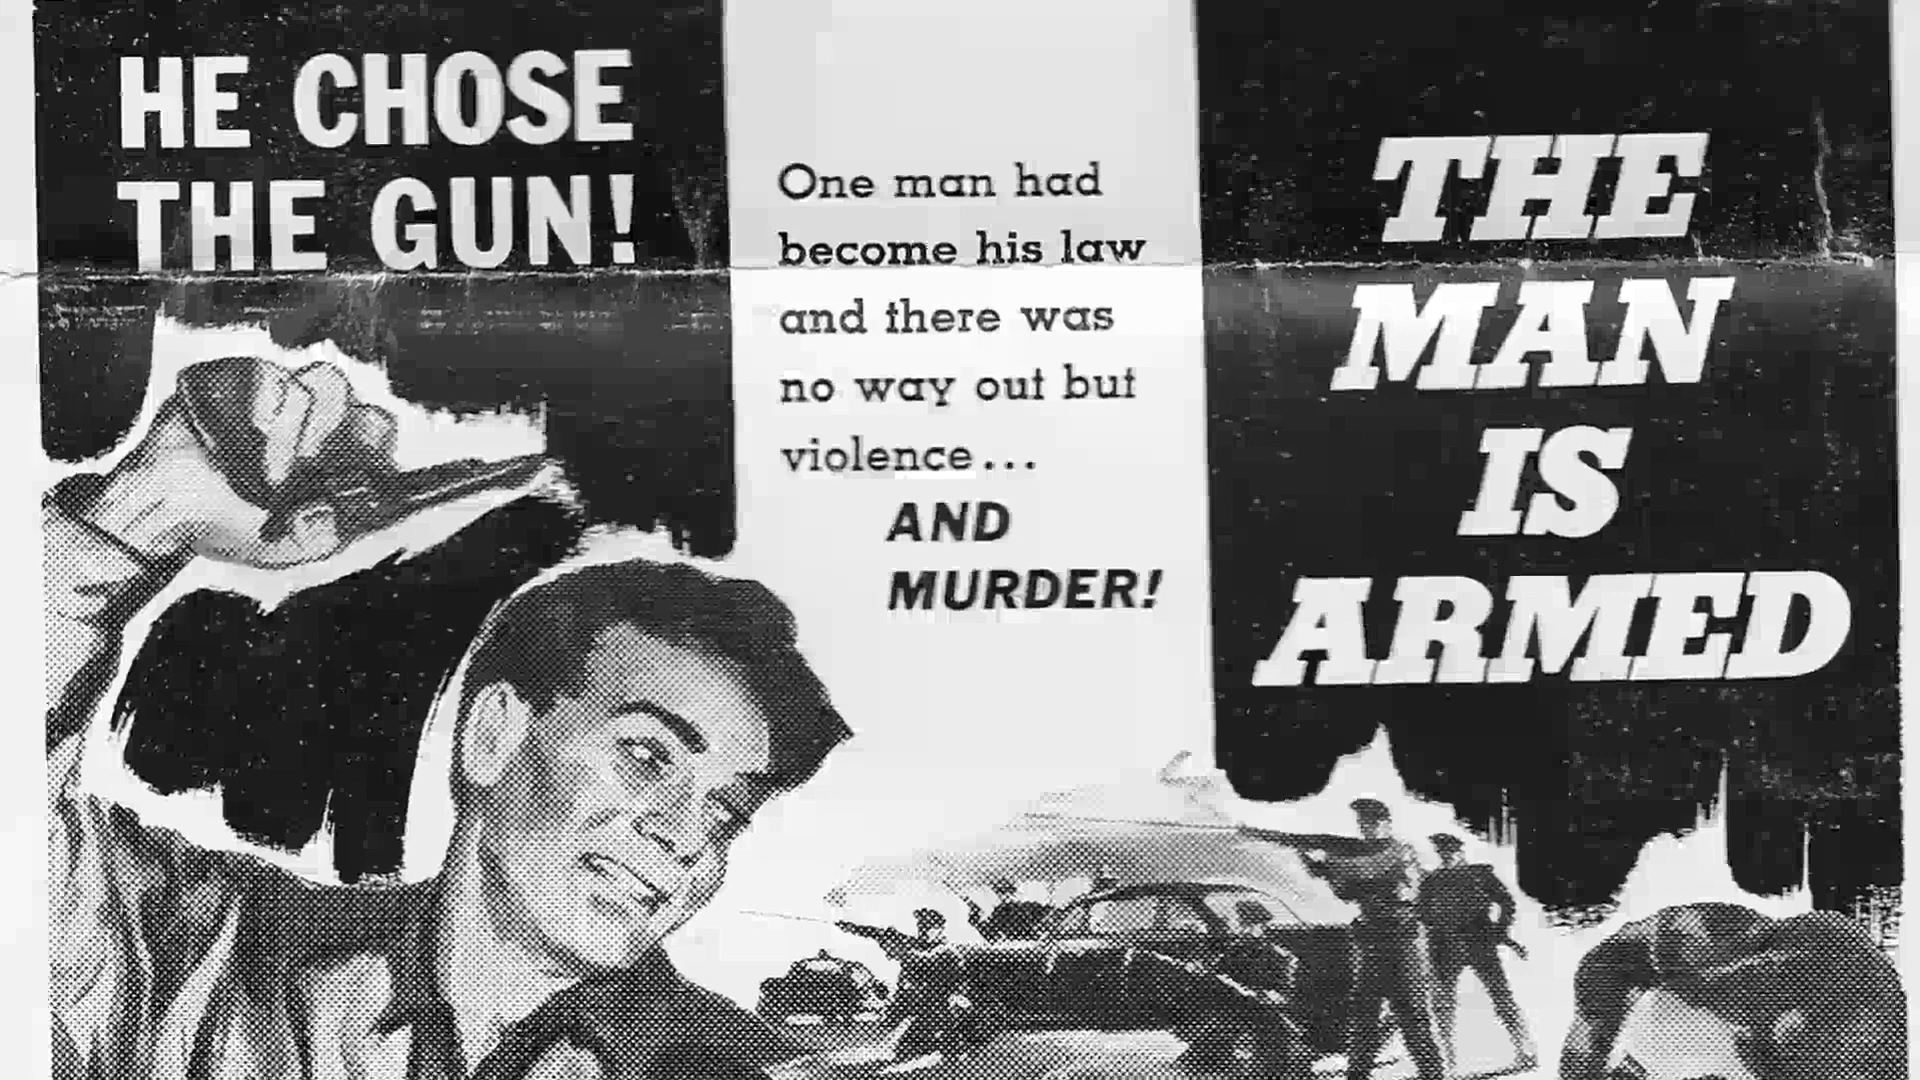 HE CHOSE
THE GUN!
One man had
become his law
and there was
no way out but
violence...
AND
MURDER!
THE
MAN
IS
ARMED